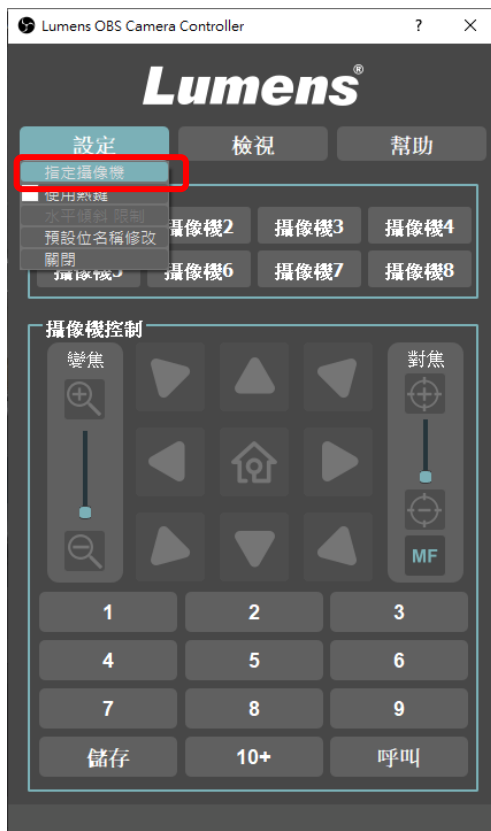 Lumens OBS Camera Controller ? ×
Lumens®
設定 檢視 幫助
指定攝像機
使用熱鍵
水平傾斜 限制
預設位名稱修改
關閉
攝像機2 攝像機3 攝像機4
攝像機5 攝像機6 攝像機7 攝像機8
攝像機控制
變焦 對焦
MF
1 2 3
4 5 6
7 8 9
儲存 10+ 呼叫